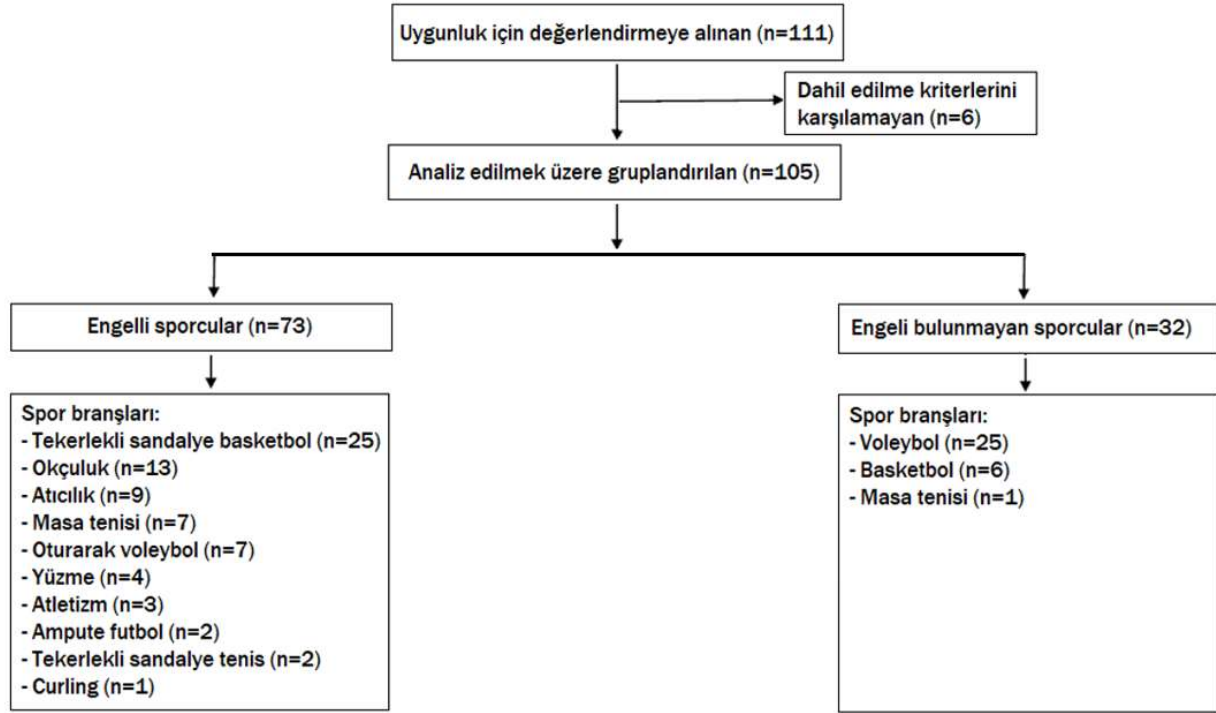 Uygunluk için değerlendirmeye alınan (n=111)
Dahil edilme kriterlerini
karşılamayan (n=6)
Analiz edilmek üzere gruplandırılan (n=105)
Engelli sporcular (n=73)
Engeli bulunmayan sporcular (n=32)
Spor branşları:
- Tekerlekli sandalye basketbol (n=25)
- Okçuluk (n=13)
- Atıcılık (n=9)
- Masa tenisi (n=7)
- Oturarak voleybol (n=7)
- Yüzme (n=4)
- Atletizm (n=3)
- Ampute futbol (n=2)
- Tekerlekli sandalye tenis (n=2)
- Curling (n=1)
Spor branşları:
- Voleybol (n=25)
- Basketbol (n=6)
- Masa tenisi (n=1)